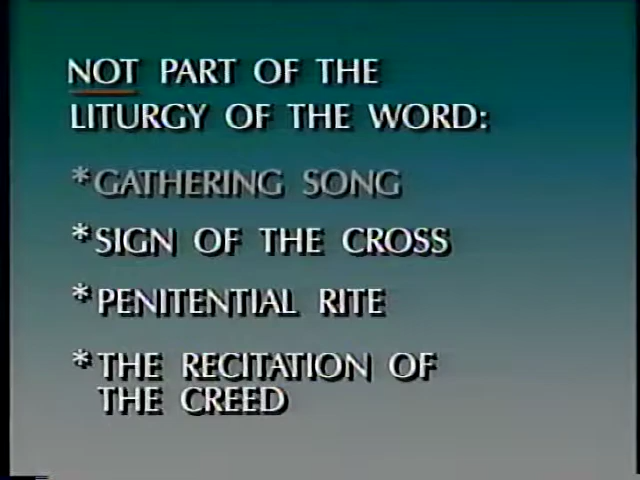 NOT PART OF THE
LITURGY OF THE WORD:
*GATHERING SONG
*SIGN OF THE CROSS
*PENITENTIAL RITE
*THE RECITATION OF
THE CREED